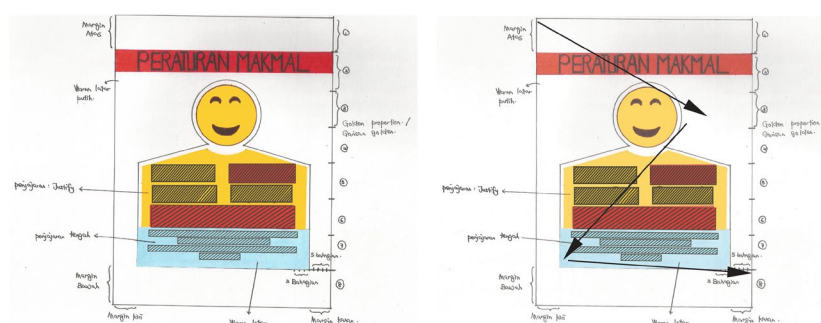 Margin
Atas
PERATURAN MAKMAL
Warna latar
putih.
Golden proportion /
Garisan golden.
penjajaran : Justify
penjajaran tengah
5 bahagian.
3 Bahagian
Margin
Bawah
Margin kiri
Warna latar
Margin kanan.
Margin
Atas
PERATURAN MAKMAL
Warna latar
putih.
Golden proportion /
Garisan golden.
penjajaran : Justify
penjajaran tengah
5 bahagian.
3 Bahagian
Margin
Bawah
Margin kiri
Warna latar
Margin kanan.